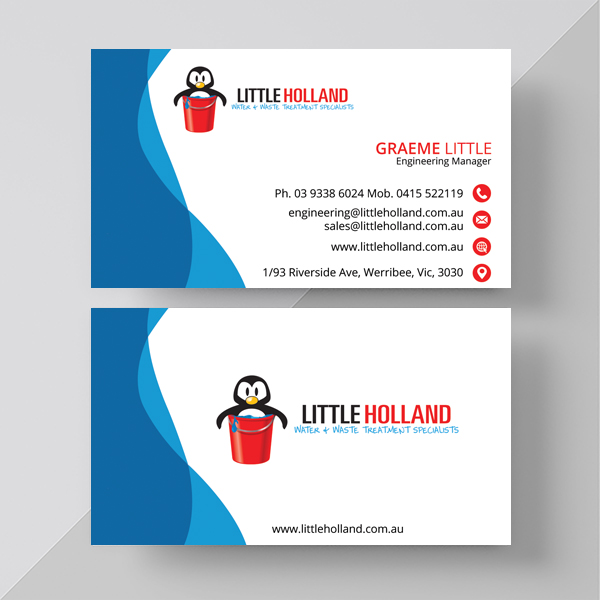 LITTLE HOLLAND
WATER & WASTE TREATMENT SPECIALISTS
GRAEME LITTLE
Engineering Manager
Ph. 03 9338 6024 Mob. 0415 522119
engineering@littleholland.com.au
sales@littleholland.com.au
www.littleholland.com.au
1/93 Riverside Ave, Werribee, Vic, 3030
LITTLE HOLLAND
WATER & WASTE TREATMENT SPECIALISTS
www.littleholland.com.au